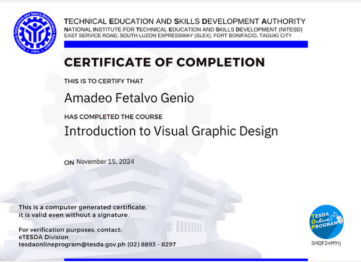 TECHNICAL EDUCATION AND SKILLS DEVELOPMENT AUTHORITY
NATIONAL INSTITUTE FOR TECHNICAL EDUCATION AND SKILLS DEVELOPMENT (NITESD)
EAST SERVICE ROAD, SOUTH LUZON EXPRESSWAY (SLEX), FORT BONIFACIO, TAGUIG CITY
CERTIFICATE OF COMPLETION
THIS IS TO CERTIFY THAT
Amadeo Fetalvo Genio
HAS COMPLETED THE COURSE
Introduction to Visual Graphic Design
ON November 15, 2024
This is a computer generated certificate,
it is valid even without a signature.
For verification purposes, contact:
eTESDA Division
tesdaonlineprogram@tesda.gov.ph (02) 8893 - 8297
TESDA
Online
PROGRAM